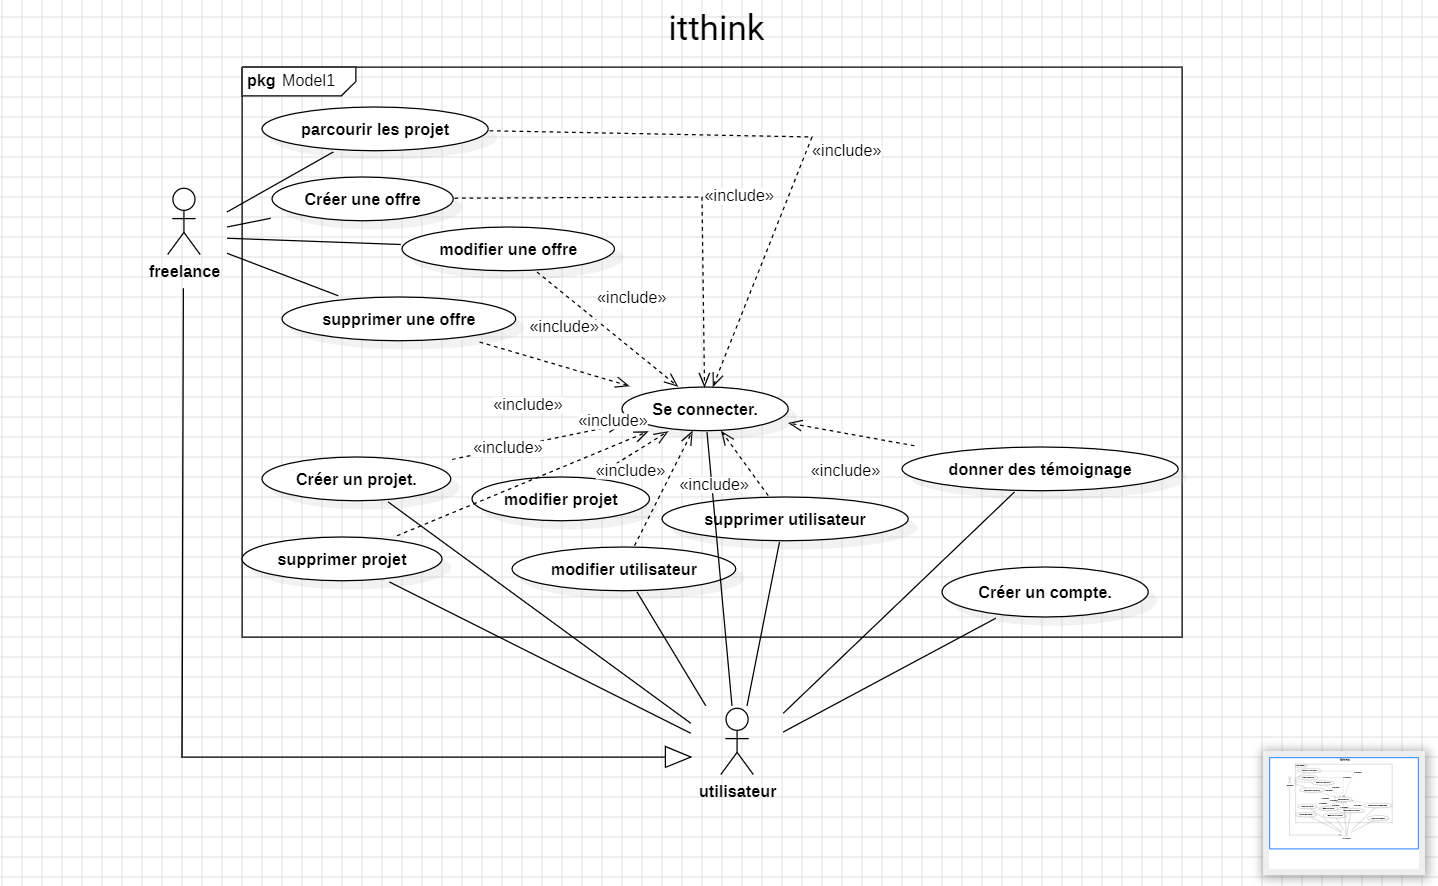 itthink
pkg Model1
parcourir les projet
«include»
Créer une offre
«include»
modifier une offre
freelance
«include»
supprimer une offre
«include»
«include»
Se connecter.
«include»
«include»
Créer un projet.
«include»
«include»
donner des témoignage
«include»
modifier projet
supprimer utilisateur
supprimer projet
modifier utilisateur
Créer un compte.
utilisateur